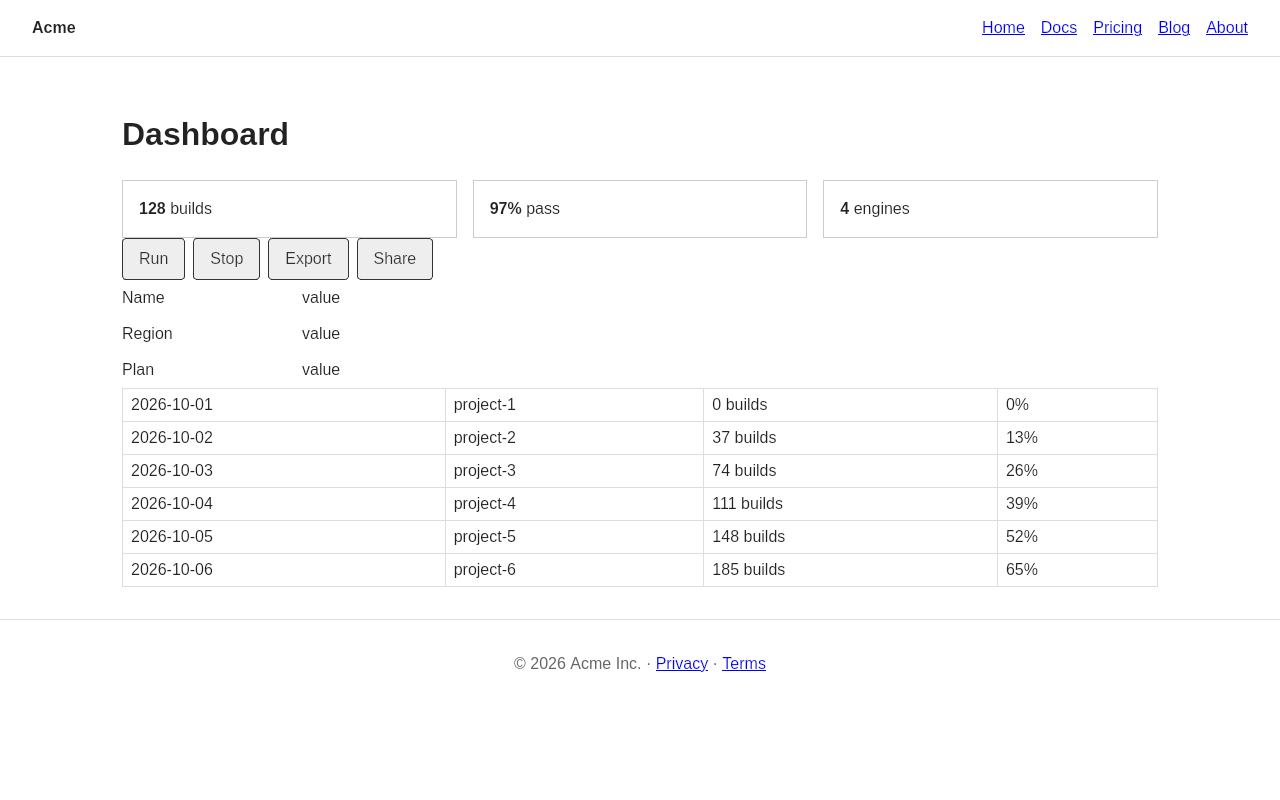 Acme Home Docs Pricing Blog About
Dashboard
128 builds 97% pass 4 engines
Run Stop Export Share
Name value
Region value
Plan value
2026-10-01 project-1 0 builds 0%
2026-10-02 project-2 37 builds 13%
2026-10-03 project-3 74 builds 26%
2026-10-04 project-4 111 builds 39%
2026-10-05 project-5 148 builds 52%
2026-10-06 project-6 185 builds 65%
© 2026 Acme Inc. · Privacy · Terms